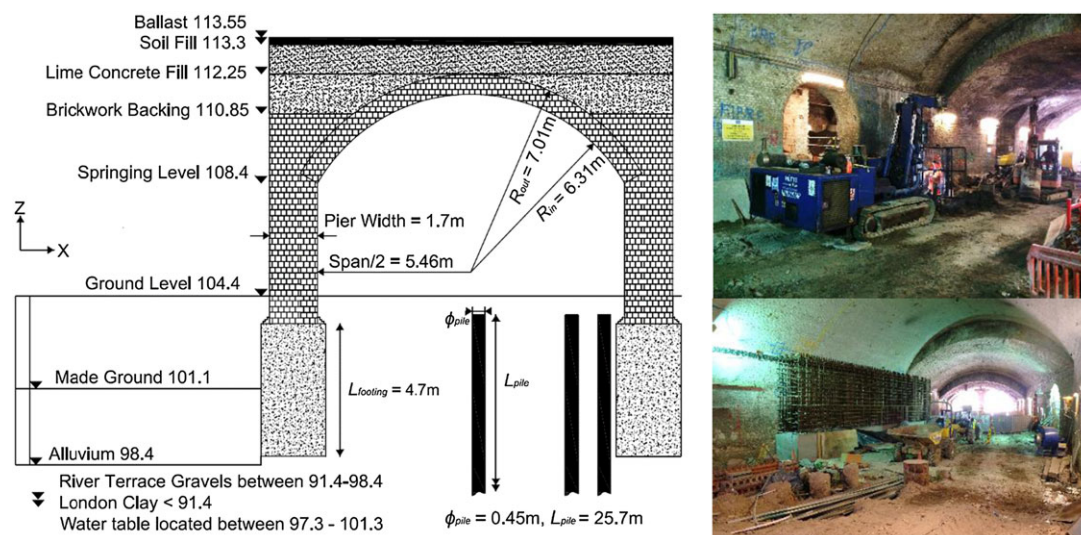 Ballast 113.55
Soil Fill 113.3
Lime Concrete Fill 112.25
Brickwork Backing 110.85
Springing Level 108.4
R_out = 7.01m
R_in = 6.31m
Z
X
Pier Width = 1.7m
Span/2 = 5.46m
Ground Level 104.4
ϕ_pile
L_pile
Made Ground 101.1
L_footing = 4.7m
Alluvium 98.4
River Terrace Gravels between 91.4-98.4
London Clay < 91.4
Water table located between 97.3 - 101.3
ϕ_pile = 0.45m, L_pile = 25.7m
FIBRE